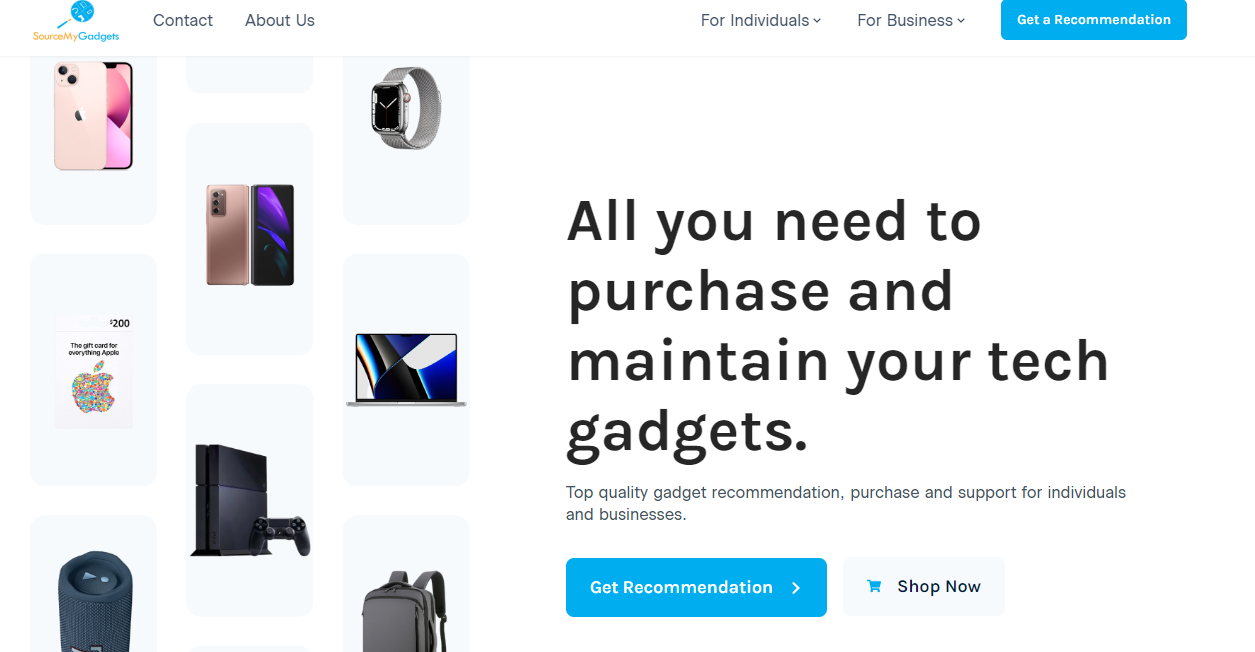 SourceMyGadgets
Contact
About Us
For Individuals
For Business
Get a Recommendation
$200
The gift card for
everything Apple
All you need to
purchase and
maintain your tech
gadgets.
Top quality gadget recommendation, purchase and support for individuals
and businesses.
Get Recommendation
Shop Now